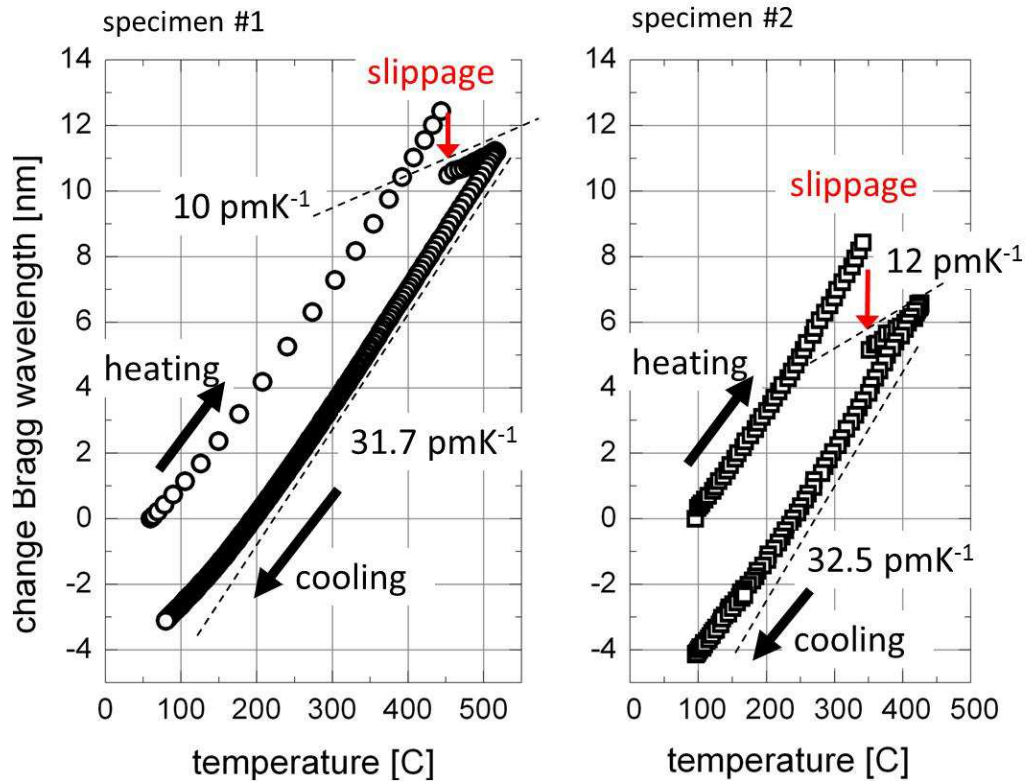 specimen #1
14
12
10
8
6
4
2
0
-2
-4
0
100
200
300
400
500
change Bragg wavelength [nm]
temperature [C]
slippage
10 pmK⁻¹
heating
31.7 pmK⁻¹
cooling
specimen #2
14
12
10
8
6
4
2
0
-2
-4
0
100
200
300
400
500
temperature [C]
slippage
12 pmK⁻¹
heating
32.5 pmK⁻¹
cooling